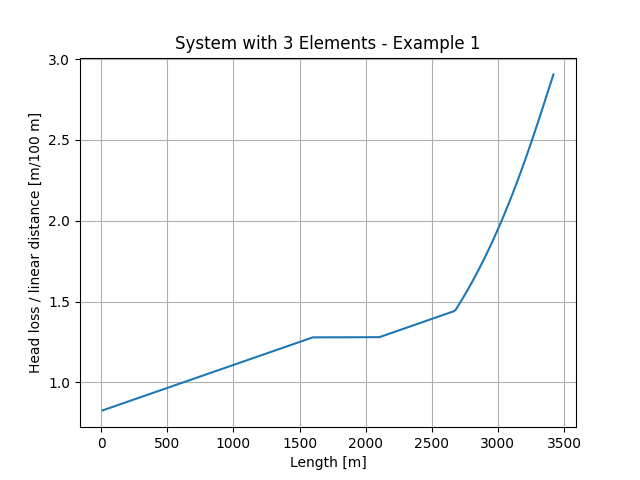 System with 3 Elements - Example 1
Head loss / linear distance [m/100 m]
3.0
2.5
2.0
1.5
1.0
0 500 1000 1500 2000 2500 3000 3500
Length [m]